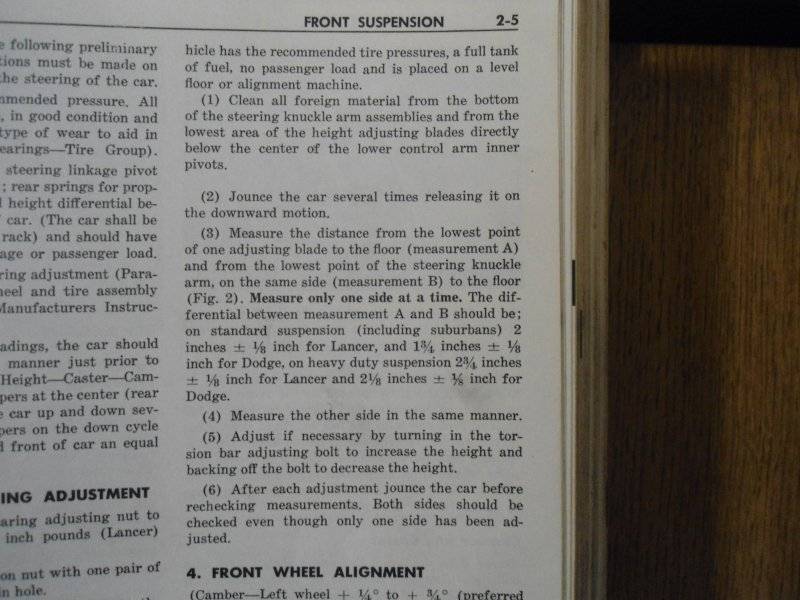 FRONT SUSPENSION 2-5
following preliminary
tions must be made on
the steering of the car.
mmended pressure. All
, in good condition and
type of wear to aid in
earings—Tire Group).
steering linkage pivot
; rear springs for prop-
height differential be-
car. (The car shall be
rack) and should have
age or passenger load.
ring adjustment (Para-
heel and tire assembly
Manufacturers Instruc-
adings, the car should
manner just prior to
Height—Caster—Cam-
pers at the center (rear
car up and down sev-
pers on the down cycle
front of car an equal
ING ADJUSTMENT
aring adjusting nut to
inch pounds (Lancer)
on nut with one pair of
in hole.
hicle has the recommended tire pressures, a full tank
of fuel, no passenger load and is placed on a level
floor or alignment machine.
(1) Clean all foreign material from the bottom
of the steering knuckle arm assemblies and from the
lowest area of the height adjusting blades directly
below the center of the lower control arm inner
pivots.
(2) Jounce the car several times releasing it on
the downward motion.
(3) Measure the distance from the lowest point
of one adjusting blade to the floor (measurement A)
and from the lowest point of the steering knuckle
arm, on the same side (measurement B) to the floor
(Fig. 2). Measure only one side at a time. The dif-
ferential between measurement A and B should be;
on standard suspension (including suburbans) 2
inches ± ⅛ inch for Lancer, and 1¾ inches ± ⅛
inch for Dodge, on heavy duty suspension 2¾ inches
± ⅛ inch for Lancer and 2⅛ inches ± ⅛ inch for
Dodge.
(4) Measure the other side in the same manner.
(5) Adjust if necessary by turning in the tor-
sion bar adjusting bolt to increase the height and
backing off the bolt to decrease the height.
(6) After each adjustment jounce the car before
rechecking measurements. Both sides should be
checked even though only one side has been ad-
justed.
4. FRONT WHEEL ALIGNMENT
(Camber—Left wheel + ¼° to + ¾° (preferred